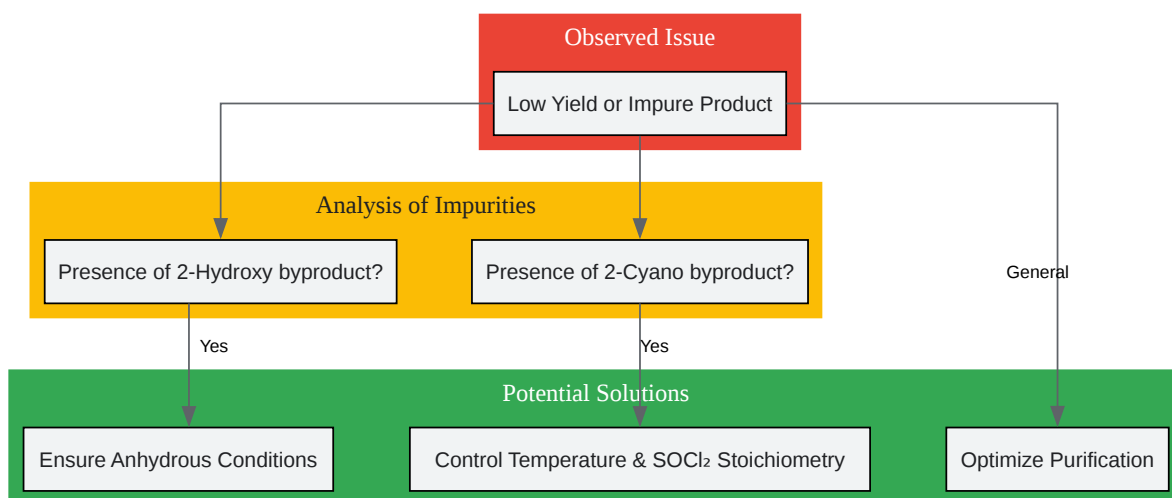 Observed Issue
Low Yield or Impure Product
Analysis of Impurities
Presence of 2-Hydroxy byproduct?
Presence of 2-Cyano byproduct?
General
Yes
Yes
Potential Solutions
Ensure Anhydrous Conditions
Control Temperature & SOCl₂ Stoichiometry
Optimize Purification